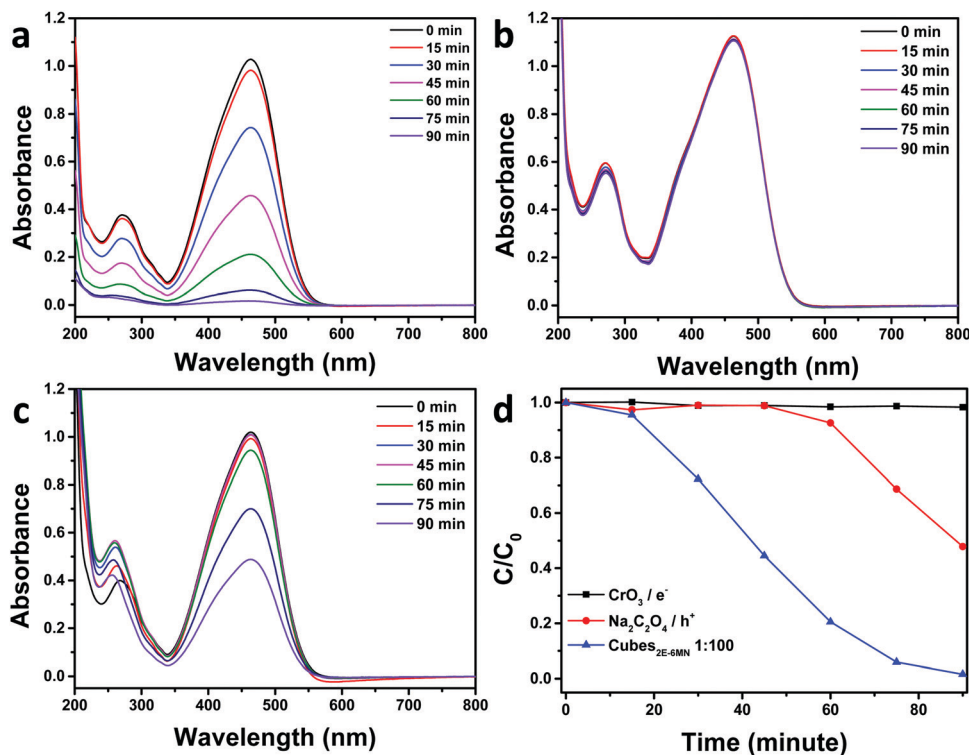 a
1.2
1.0
0.8
0.6
0.4
0.2
0.0
Absorbance
200 300 400 500 600 700 800
Wavelength (nm)
0 min
15 min
30 min
45 min
60 min
75 min
90 min
b
1.2
1.0
0.8
0.6
0.4
0.2
0.0
Absorbance
200 300 400 500 600 700 800
Wavelength (nm)
0 min
15 min
30 min
45 min
60 min
75 min
90 min
c
1.2
1.0
0.8
0.6
0.4
0.2
0.0
Absorbance
200 300 400 500 600 700 800
Wavelength (nm)
0 min
15 min
30 min
45 min
60 min
75 min
90 min
d
1.0
0.8
0.6
0.4
0.2
0.0
C/C₀
0 20 40 60 80
Time (minute)
CrO₃ / e⁻
Na₂C₂O₄ / h⁺
Cubes₂E-6MN 1:100